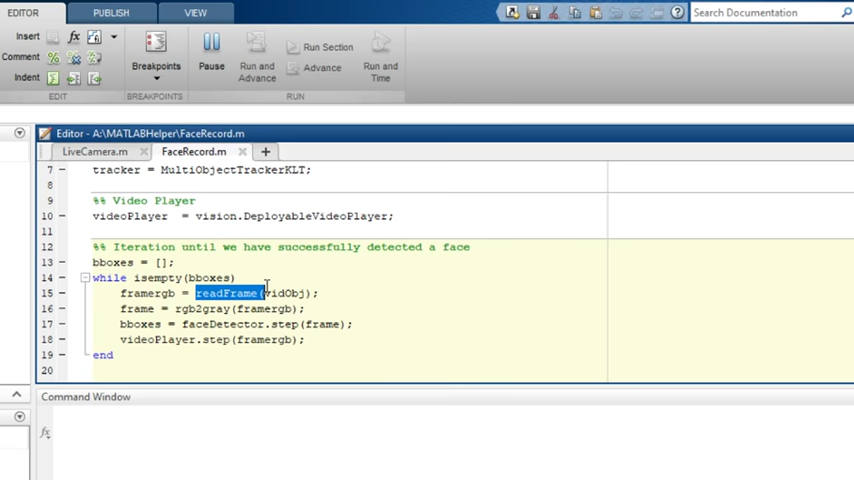 EDITOR PUBLISH VIEW Search Documentation
Insert fx
Comment %
Indent
Breakpoints
Pause
Run and Advance
Run Section
Advance
Run and Time
EDIT BREAKPOINTS RUN
Editor - A:\MATLABHelper\FaceRecord.m
LiveCamera.m × FaceRecord.m × +
7 – tracker = MultiObjectTrackerKLT;
8
9 %% Video Player
10 – videoPlayer  = vision.DeployableVideoPlayer;
11
12 %% Iteration until we have successfully detected a face
13 – bboxes = [];
14 – while isempty(bboxes)
15 – framergb = readFrame(vidObj);
16 – frame = rgb2gray(framergb);
17 – bboxes = faceDetector.step(frame);
18 – videoPlayer.step(framergb);
19 – end
20
Command Window
fx